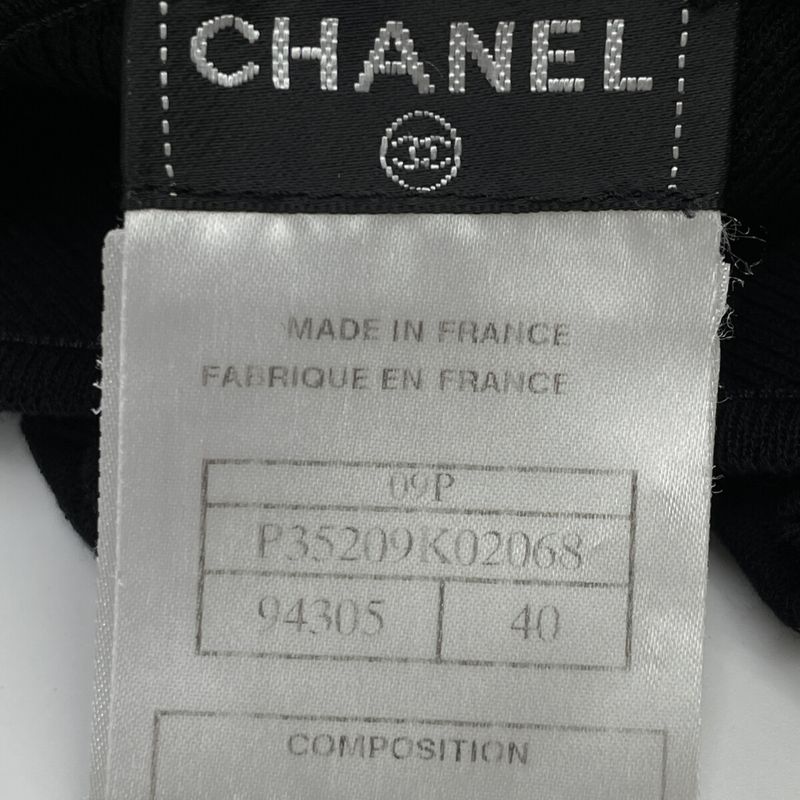 CHANEL
MADE IN FRANCE
FABRIQUE EN FRANCE
09P
P35209K02068
94305 40
COMPOSITION